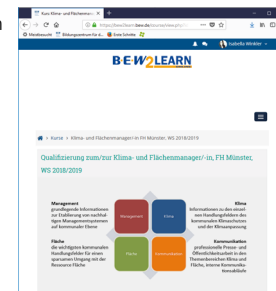 Kurs: Klima- und Flächenman
https://bew2learn.bew.de/course/view.php
Meistbesucht
Erste Schritte
Isabella Winkler
BEW2LEARN
Kurse > Klima- und Flächenmanager/-in FH Münster, WS 2018/2019
Qualifizierung zum/zur Klima- und Flächenmanager/-in, FH Münster,
WS 2018/2019
Management
grundlegende Informationen
zur Etablierung von nachhal-
tigen Managementsystemen
auf kommunaler Ebene
Management
Klima
Klima
Informationen zu den einzel-
nen Handlungsfeldern des
kommunalen Klimaschutzes
und der Klimaanpassung
Fläche
die wichtigsten kommunalen
Handlungsfelder für einen
sparsamen Umgang mit der
Ressource Fläche
Fläche
Kommunikation
Kommunikation
professionelle Presse- und
Öffentlichkeitsarbeit in den
Themenbereichen Klima und
Fläche, interne Kommunika-
tionsabläufe